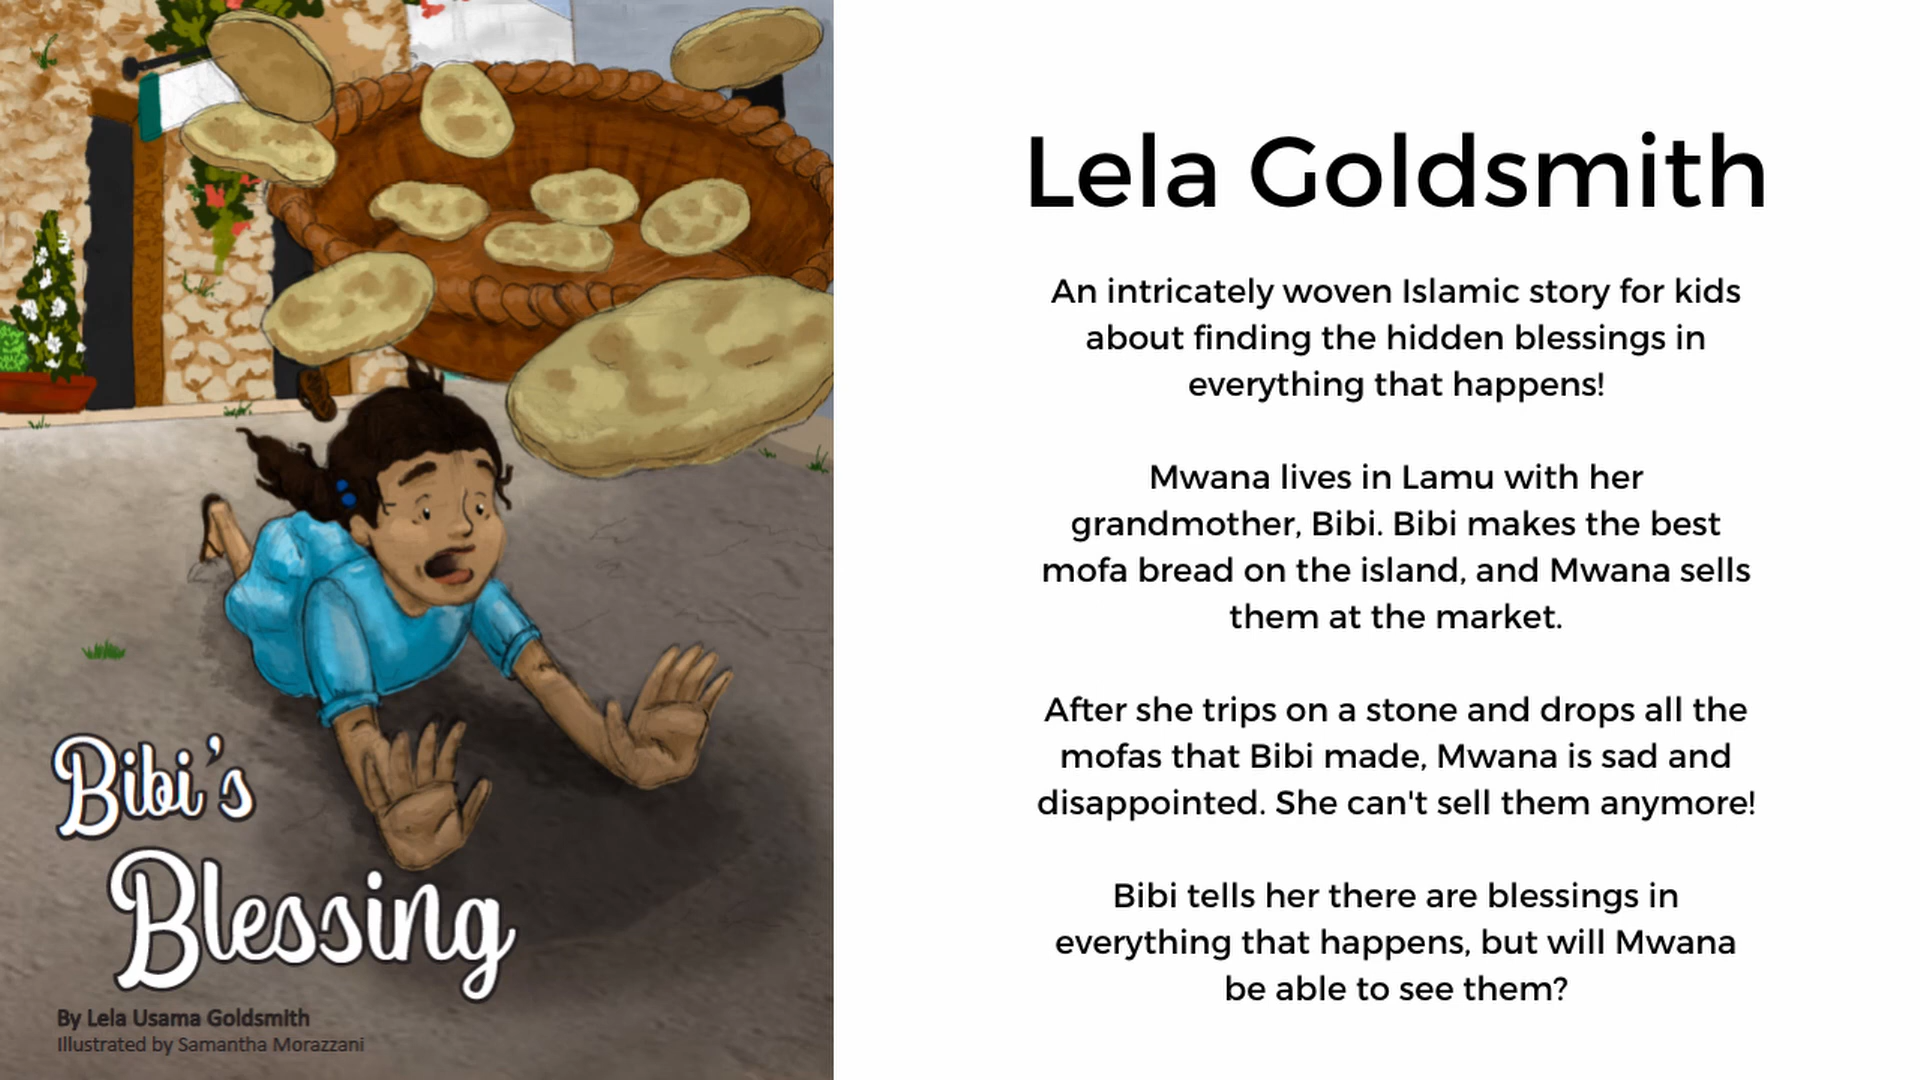 Bibi's
Blessing
By Lela Usama Goldsmith
Illustrated by Samantha Morazzani
Lela Goldsmith
An intricately woven Islamic story for kids
about finding the hidden blessings in
everything that happens!
Mwana lives in Lamu with her
grandmother, Bibi. Bibi makes the best
mofa bread on the island, and Mwana sells
them at the market.
After she trips on a stone and drops all the
mofas that Bibi made, Mwana is sad and
disappointed. She can't sell them anymore!
Bibi tells her there are blessings in
everything that happens, but will Mwana
be able to see them?